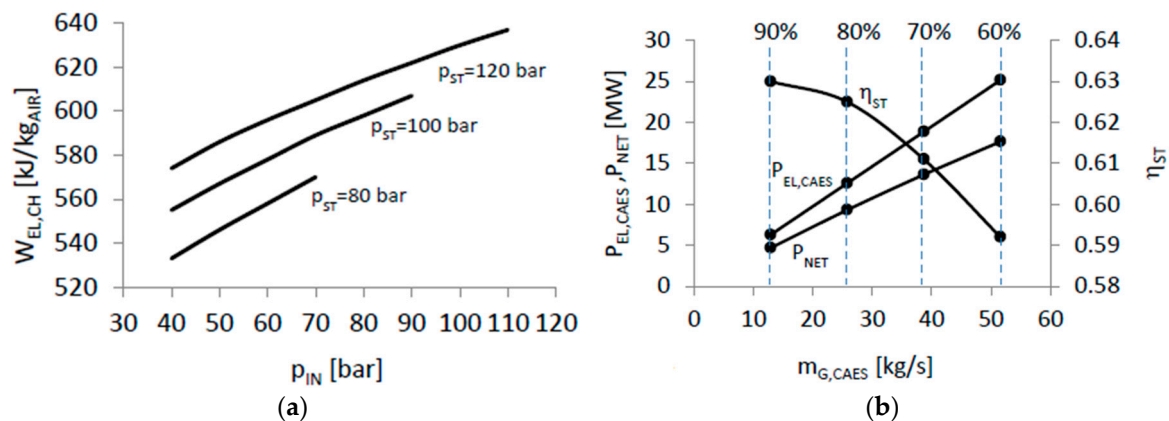 640
620
600
580
560
540
520
W_EL,CH [kJ/kg_AIR]
p_ST=120 bar
p_ST=100 bar
p_ST=80 bar
30 40 50 60 70 80 90 100 110 120
p_IN [bar]
(a)
90% 80% 70% 60%
30
25
20
15
10
5
0
P_EL,CAES ,P_NET [MW]
η_ST
P_EL,CAES
P_NET
0.64
0.63
0.62
0.61
0.60
0.59
0.58
η_ST
0 10 20 30 40 50 60
m_G,CAES [kg/s]
(b)